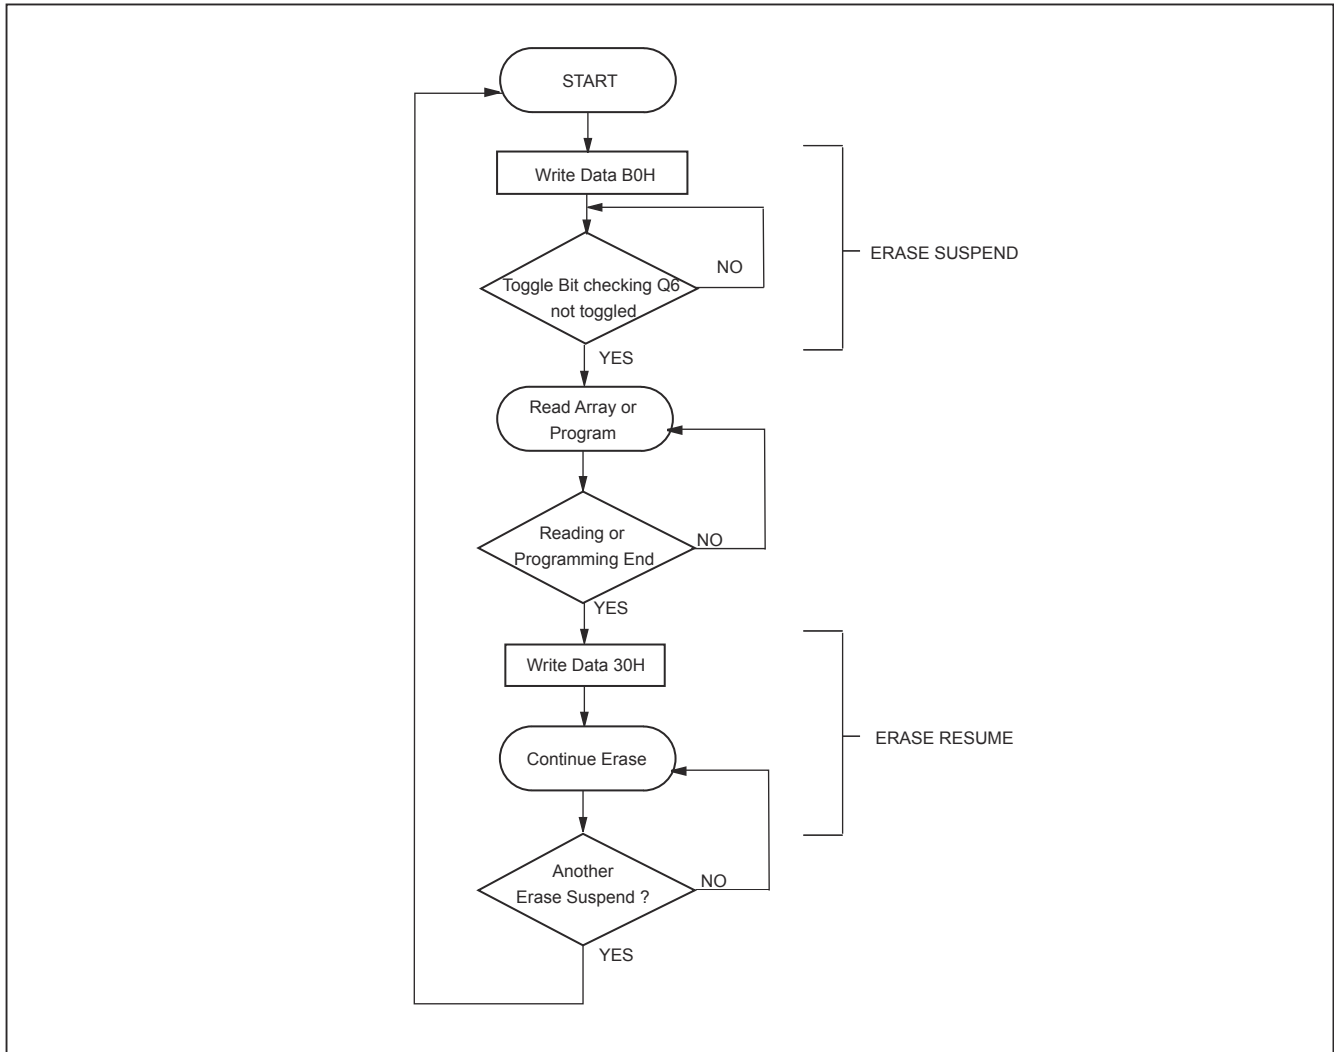 START
Write Data B0H
ERASE SUSPEND
NO
Toggle Bit checking Q6
not toggled
YES
Read Array or
Program
Reading or
NO
Programming End
YES
Write Data 30H
ERASE RESUME
Continue Erase
Another
NO
Erase Suspend ?
YES